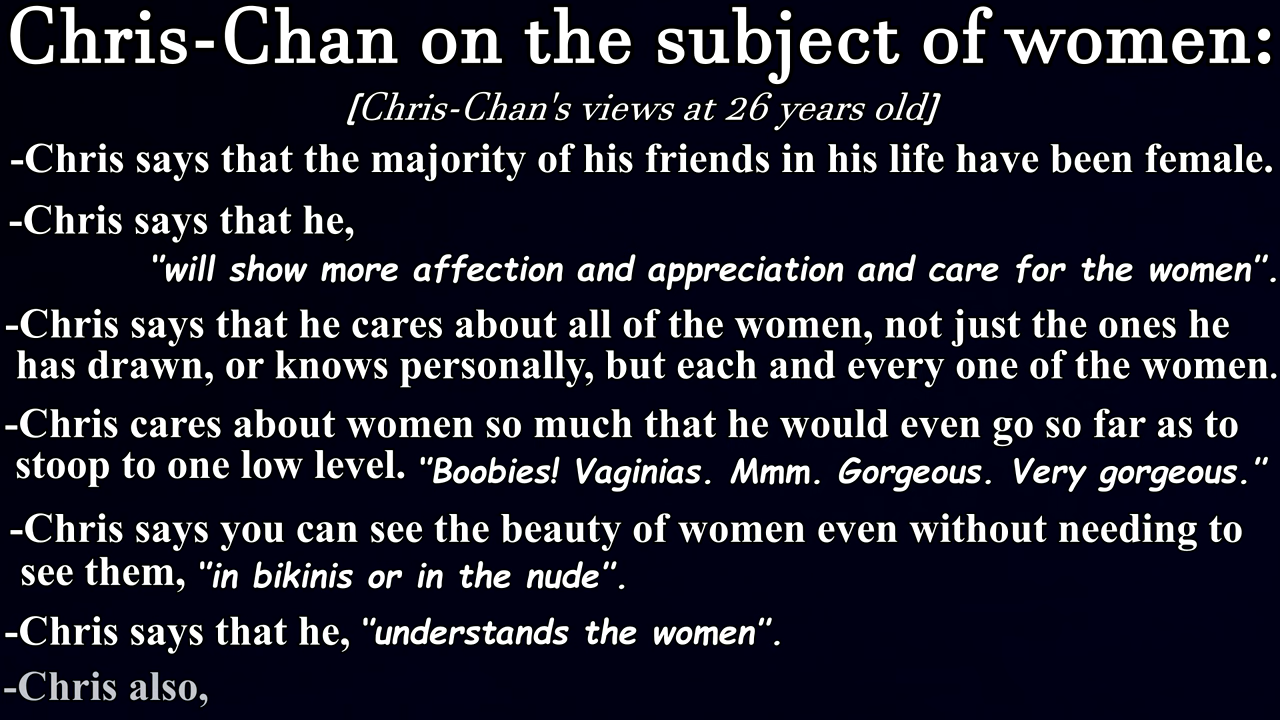 Chris-Chan on the subject of women:
[Chris-Chan's views at 26 years old]
-Chris says that the majority of his friends in his life have been female.
-Chris says that he,
"will show more affection and appreciation and care for the women".
-Chris says that he cares about all of the women, not just the ones he
has drawn, or knows personally, but each and every one of the women.
-Chris cares about women so much that he would even go so far as to
stoop to one low level. "Boobies! Vaginias. Mmm. Gorgeous. Very gorgeous."
-Chris says you can see the beauty of women even without needing to
see them, "in bikinis or in the nude".
-Chris says that he, "understands the women".
-Chris also,